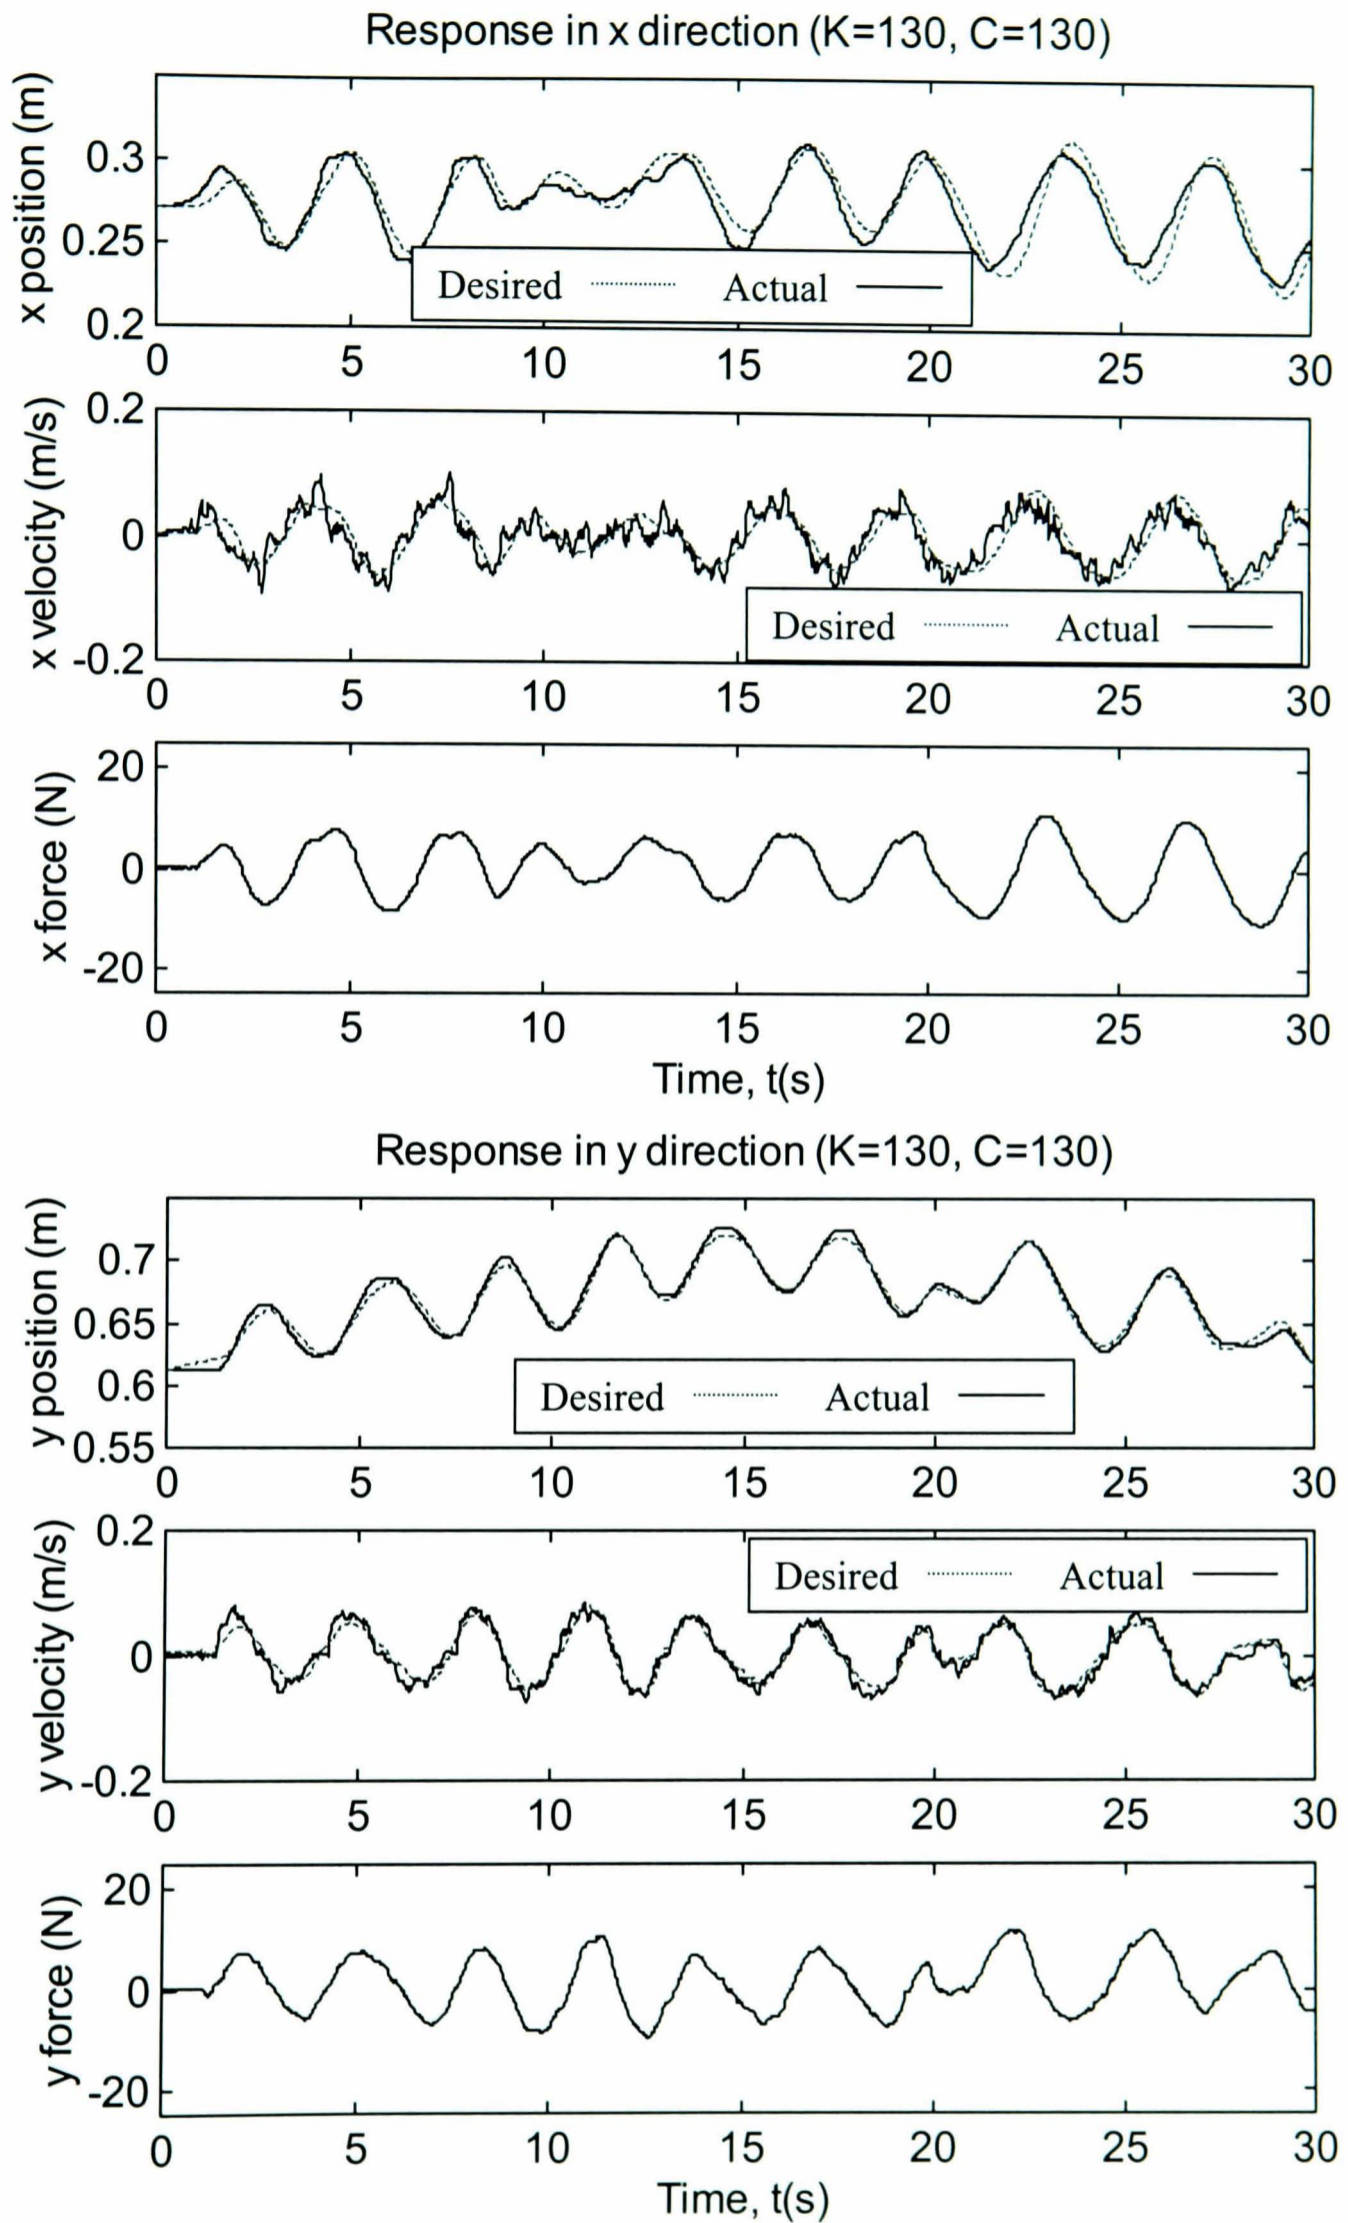 Response in x direction (K=130, C=130)
x position (m)
0.3
0.25
0.2
Desired Actual
0 5 10 15 20 25 30
x velocity (m/s)
0.2
0
-0.2
Desired Actual
0 5 10 15 20 25 30
x force (N)
20
0
-20
0 5 10 15 20 25 30
Time, t(s)
Response in y direction (K=130, C=130)
y position (m)
0.7
0.65
0.6
0.55
Desired Actual
0 5 10 15 20 25 30
y velocity (m/s)
0.2
0
-0.2
Desired Actual
0 5 10 15 20 25 30
y force (N)
20
0
-20
0 5 10 15 20 25 30
Time, t(s)